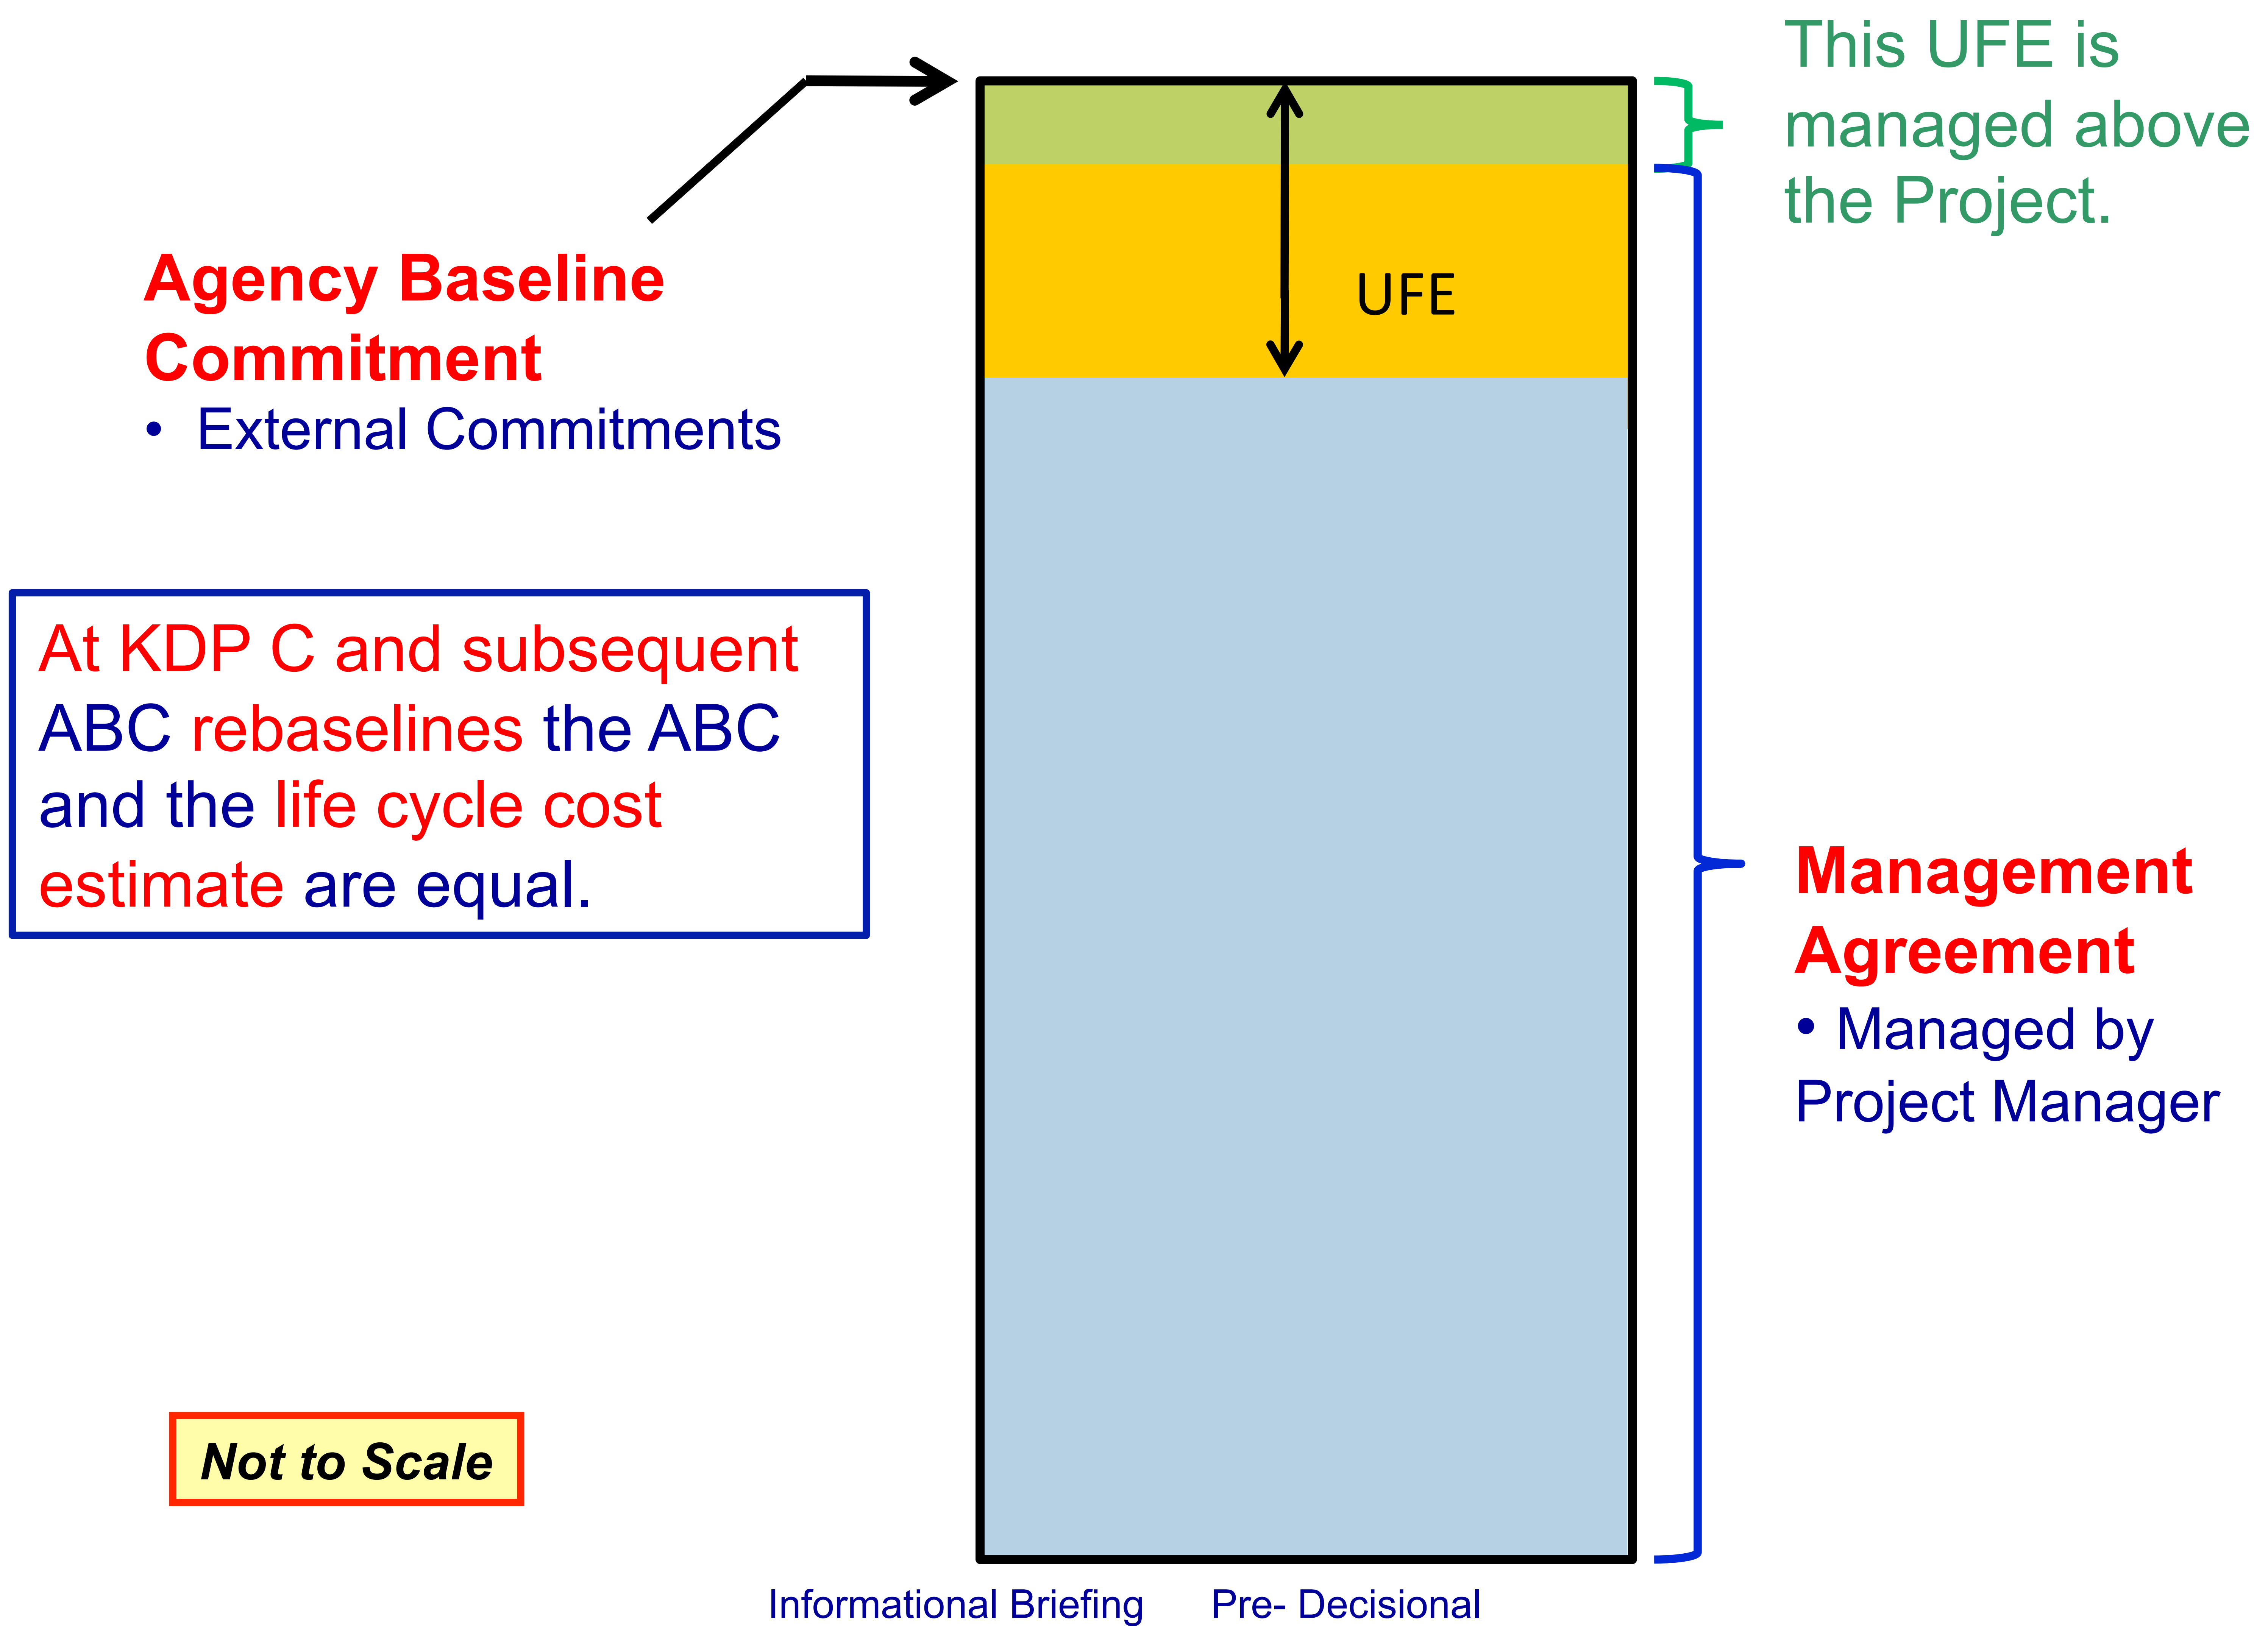 This UFE is
managed above
the Project.
Agency Baseline
Commitment
• External Commitments
UFE
At KDP C and subsequent
ABC rebaselines the ABC
and the life cycle cost
estimate are equal.
Management
Agreement
• Managed by
Project Manager
Not to Scale
Informational Briefing Pre- Decisional